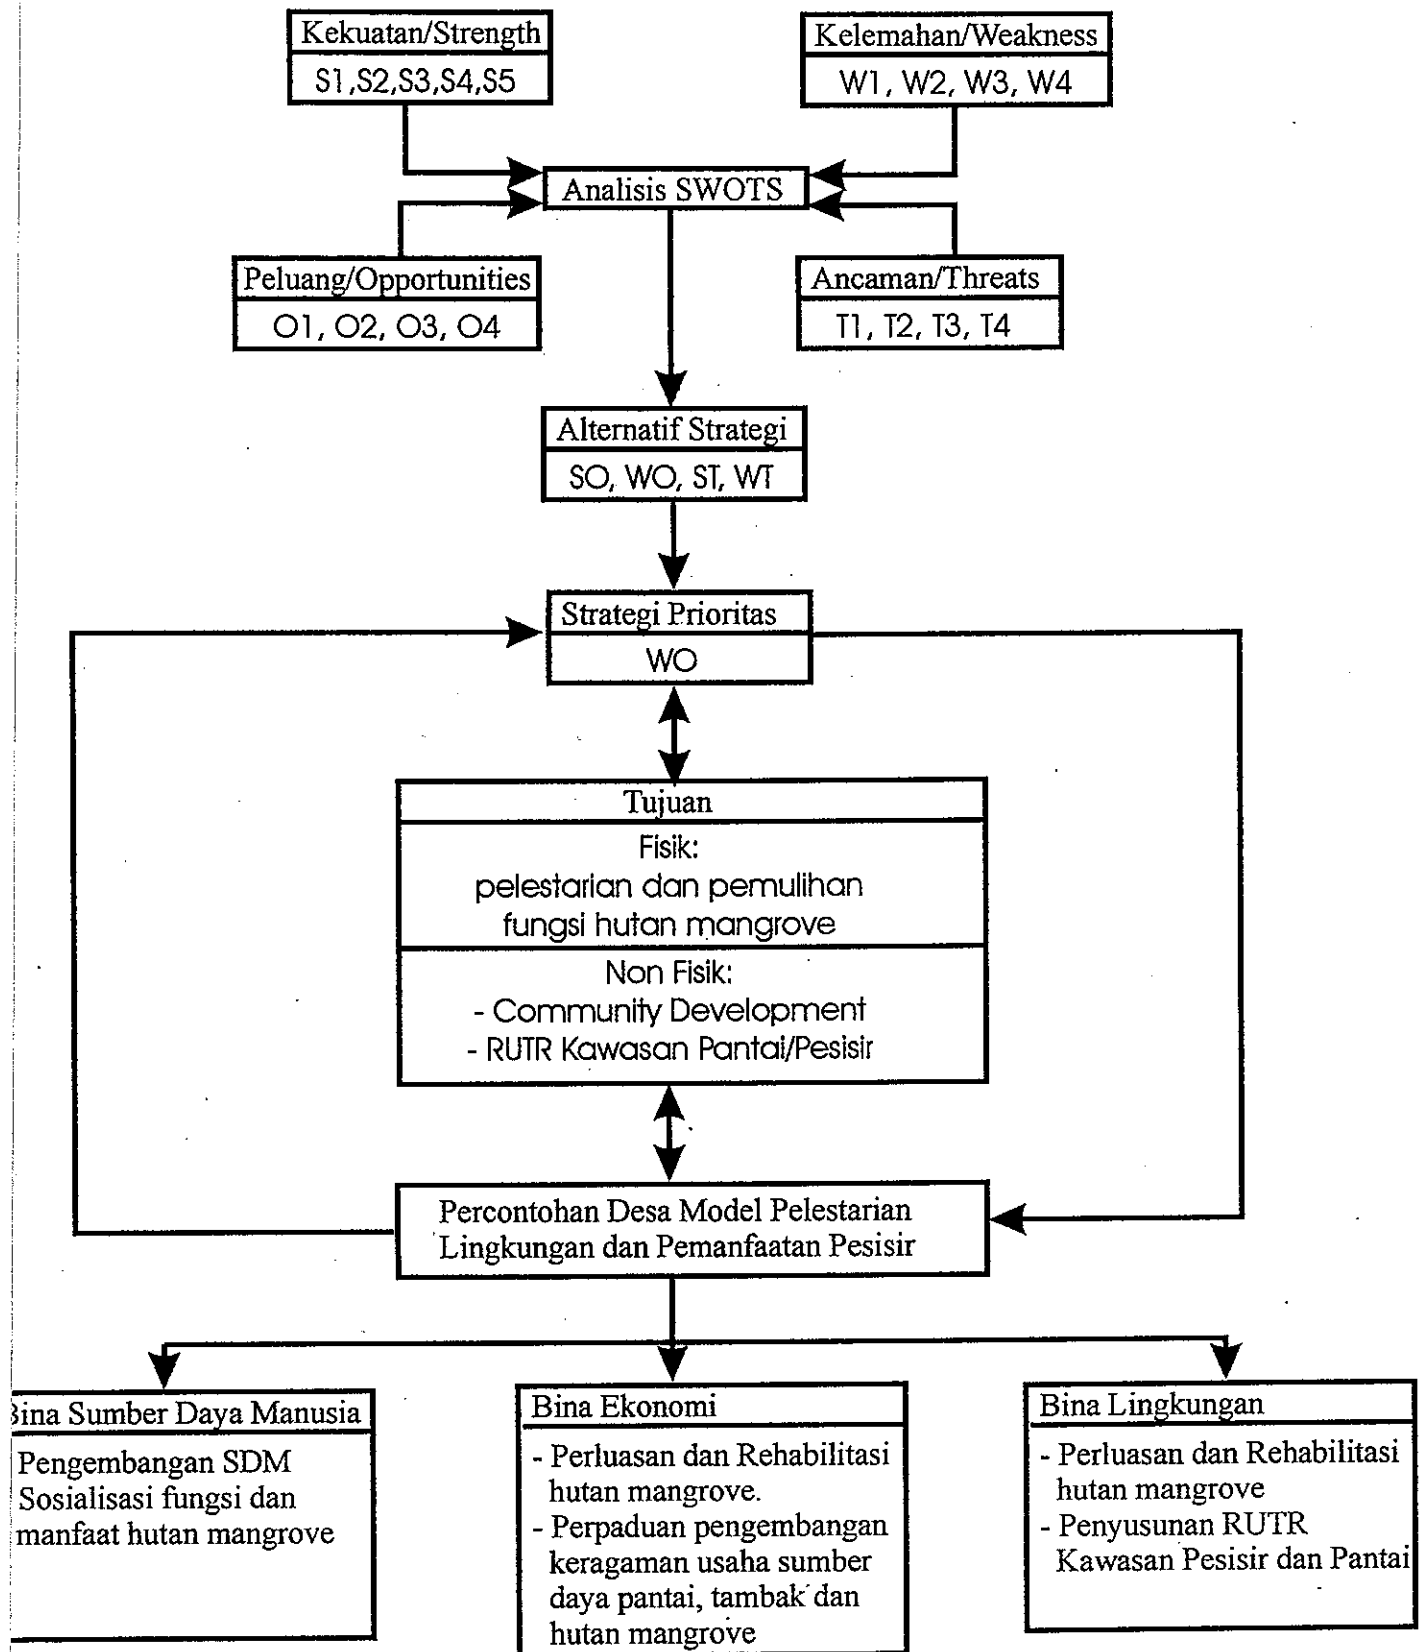 Kekuatan/Strength
S1,S2,S3,S4,S5
Kelemahan/Weakness
W1, W2, W3, W4
Analisis SWOTS
Peluang/Opportunities
O1, O2, O3, O4
Ancaman/Threats
T1, T2, T3, T4
Alternatif Strategi
SO, WO, ST, WT
Strategi Prioritas
WO
Tujuan
Fisik:
pelestarian dan pemulihan
fungsi hutan mangrove
Non Fisik:
- Community Development
- RUTR Kawasan Pantai/Pesisir
Percontohan Desa Model Pelestarian
Lingkungan dan Pemanfaatan Pesisir
Bina Sumber Daya Manusia
Pengembangan SDM
Sosialisasi fungsi dan
manfaat hutan mangrove
Bina Ekonomi
- Perluasan dan Rehabilitasi
hutan mangrove.
- Perpaduan pengembangan
keragaman usaha sumber
daya pantai, tambak dan
hutan mangrove
Bina Lingkungan
- Perluasan dan Rehabilitasi
hutan mangrove
- Penyusunan RUTR
Kawasan Pesisir dan Pantai